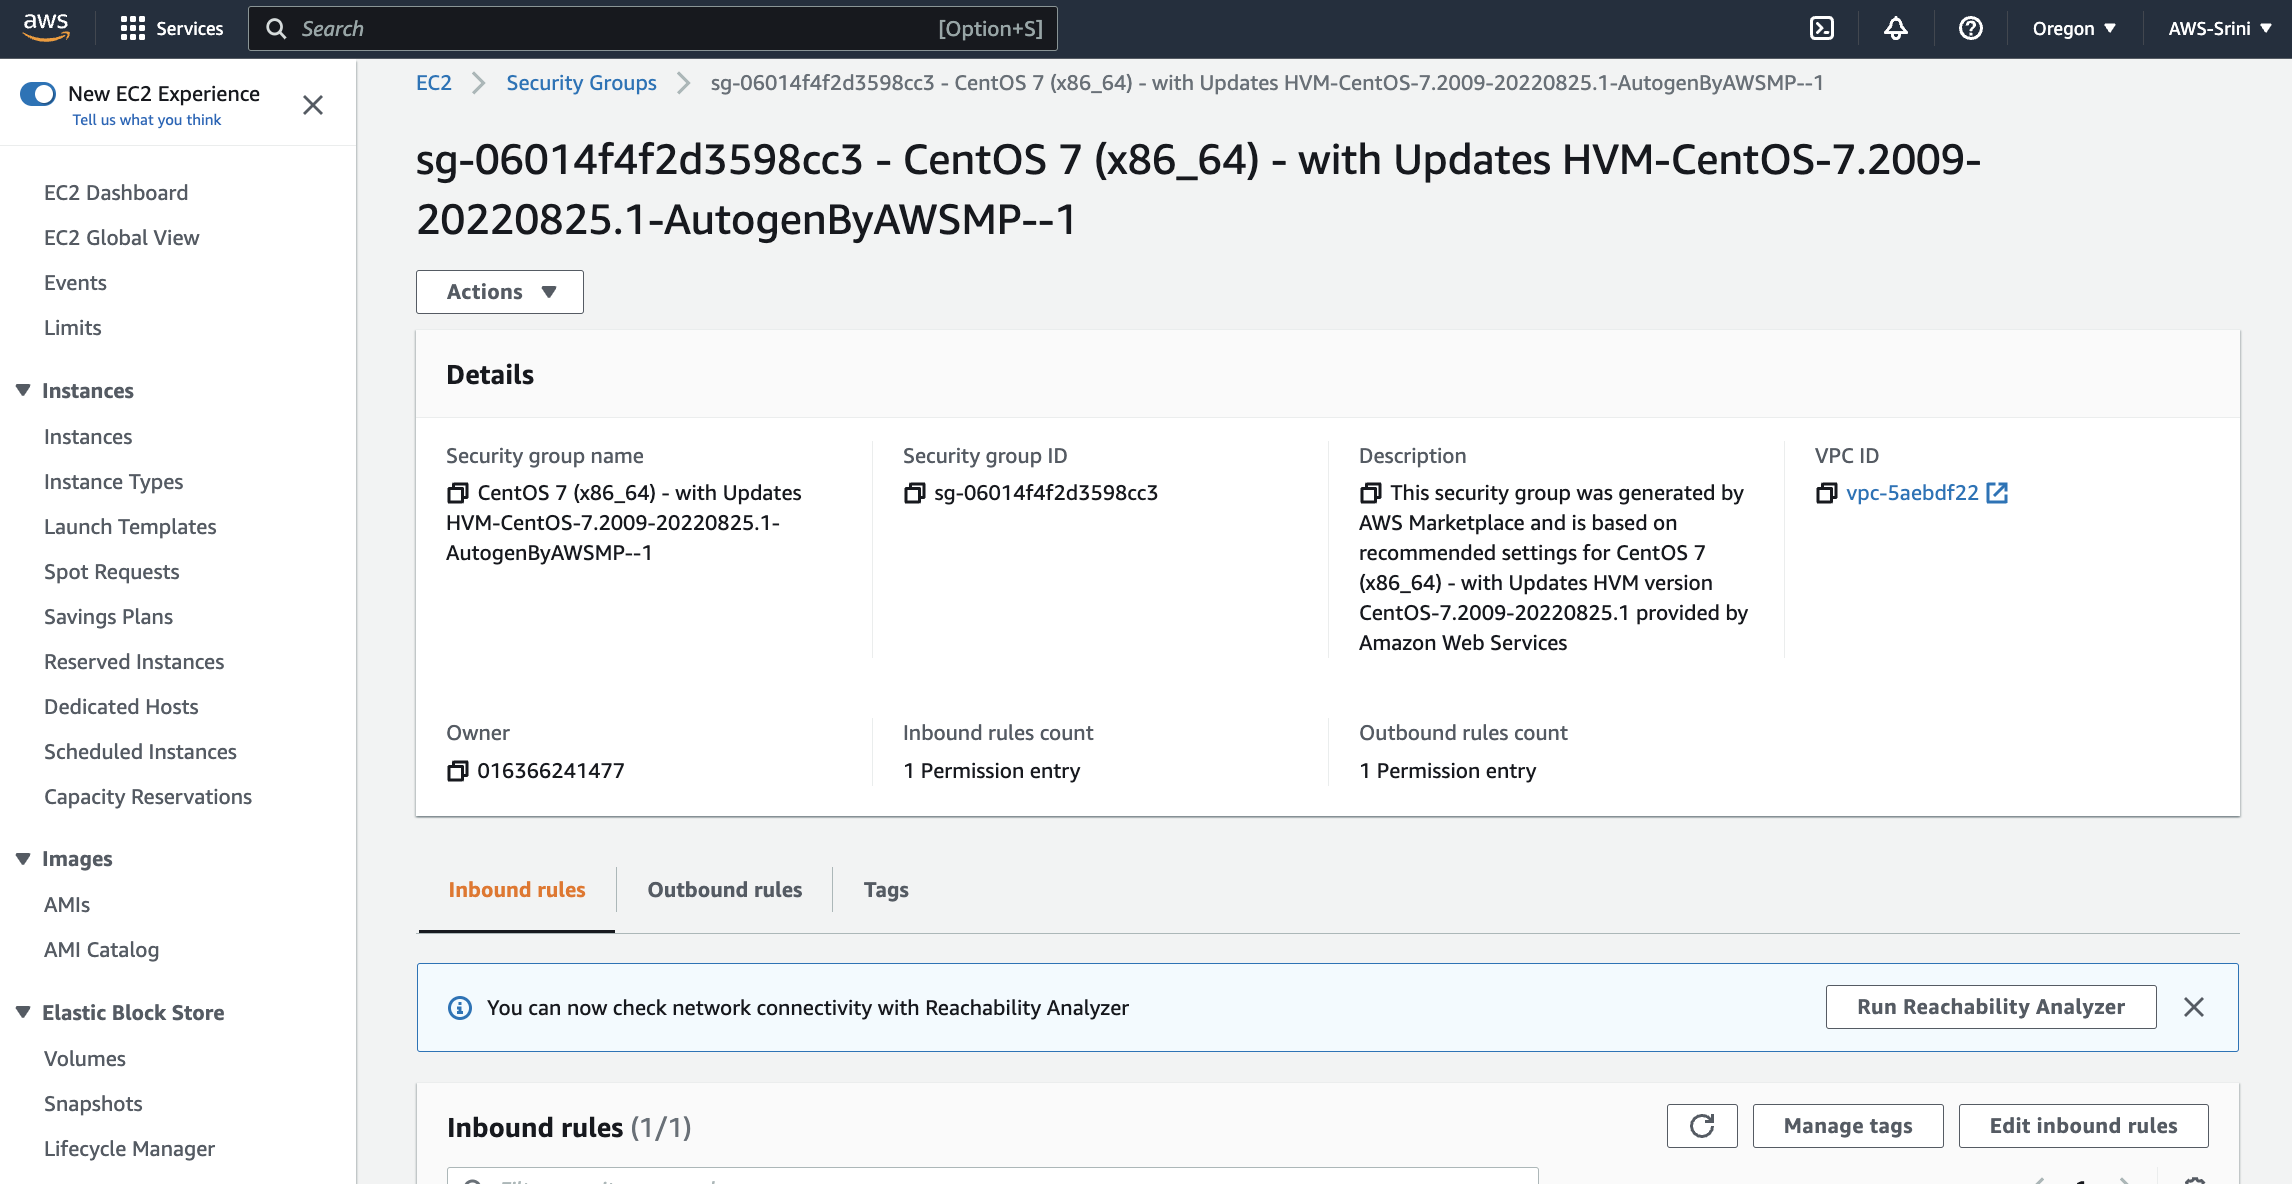 aws
Services
Search
[Option+S]
Oregon
AWS-Srini
New EC2 Experience
Tell us what you think
EC2 Dashboard
EC2 Global View
Events
Limits
Instances
Instances
Instance Types
Launch Templates
Spot Requests
Savings Plans
Reserved Instances
Dedicated Hosts
Scheduled Instances
Capacity Reservations
Images
AMIs
AMI Catalog
Elastic Block Store
Volumes
Snapshots
Lifecycle Manager
EC2
Security Groups
sg-06014f4f2d3598cc3 - CentOS 7 (x86_64) - with Updates HVM-CentOS-7.2009-20220825.1-AutogenByAWSMP--1
sg-06014f4f2d3598cc3 - CentOS 7 (x86_64) - with Updates HVM-CentOS-7.2009-
20220825.1-AutogenByAWSMP--1
Actions
Details
Security group name
CentOS 7 (x86_64) - with Updates
HVM-CentOS-7.2009-20220825.1-
AutogenByAWSMP--1
Security group ID
sg-06014f4f2d3598cc3
Description
This security group was generated by
AWS Marketplace and is based on
recommended settings for CentOS 7
(x86_64) - with Updates HVM version
CentOS-7.2009-20220825.1 provided by
Amazon Web Services
VPC ID
vpc-5aebdf22
Owner
016366241477
Inbound rules count
1 Permission entry
Outbound rules count
1 Permission entry
Inbound rules
Outbound rules
Tags
You can now check network connectivity with Reachability Analyzer
Run Reachability Analyzer
Inbound rules (1/1)
Manage tags
Edit inbound rules